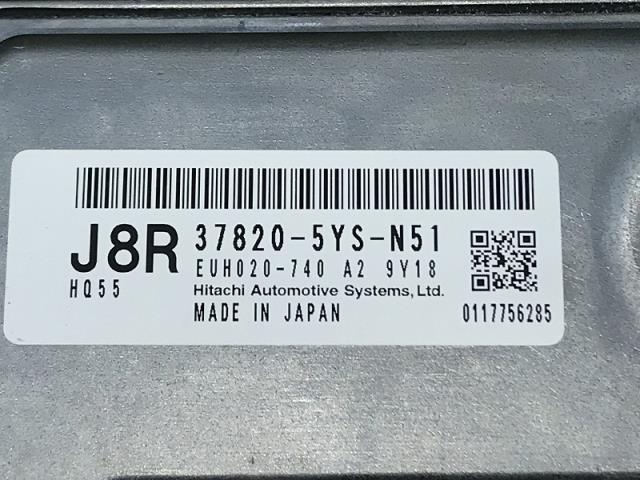 J8R 37820-5YS-N51
EUH020-740 A2 9Y18
HQ55 Hitachi Automotive Systems, Ltd.
MADE IN JAPAN 0117756285